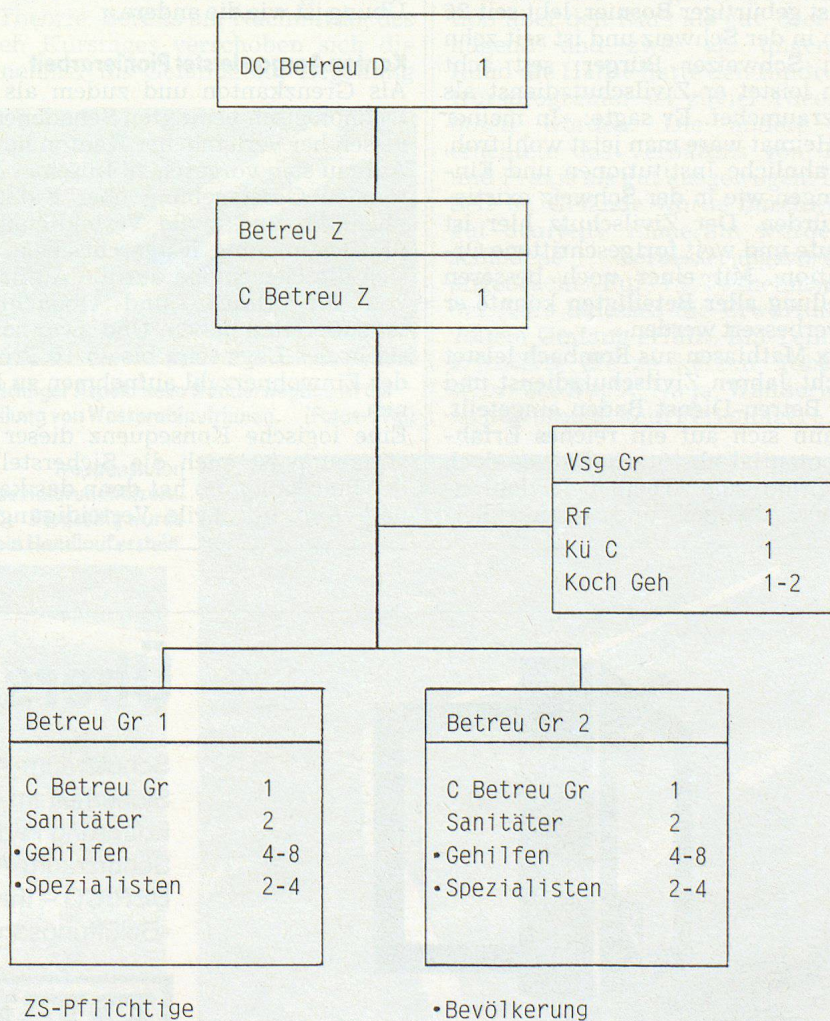 DC Betreu D 1
Betreu Z
C Betreu Z 1
Vsg Gr
Rf 1
Kü C 1
Koch Geh 1-2
Betreu Gr 1
C Betreu Gr 1
Sanitäter 2
•Gehilfen 4-8
•Spezialisten 2-4
Betreu Gr 2
C Betreu Gr 1
Sanitäter 2
•Gehilfen 4-8
•Spezialisten 2-4
ZS-Pflichtige
•Bevölkerung